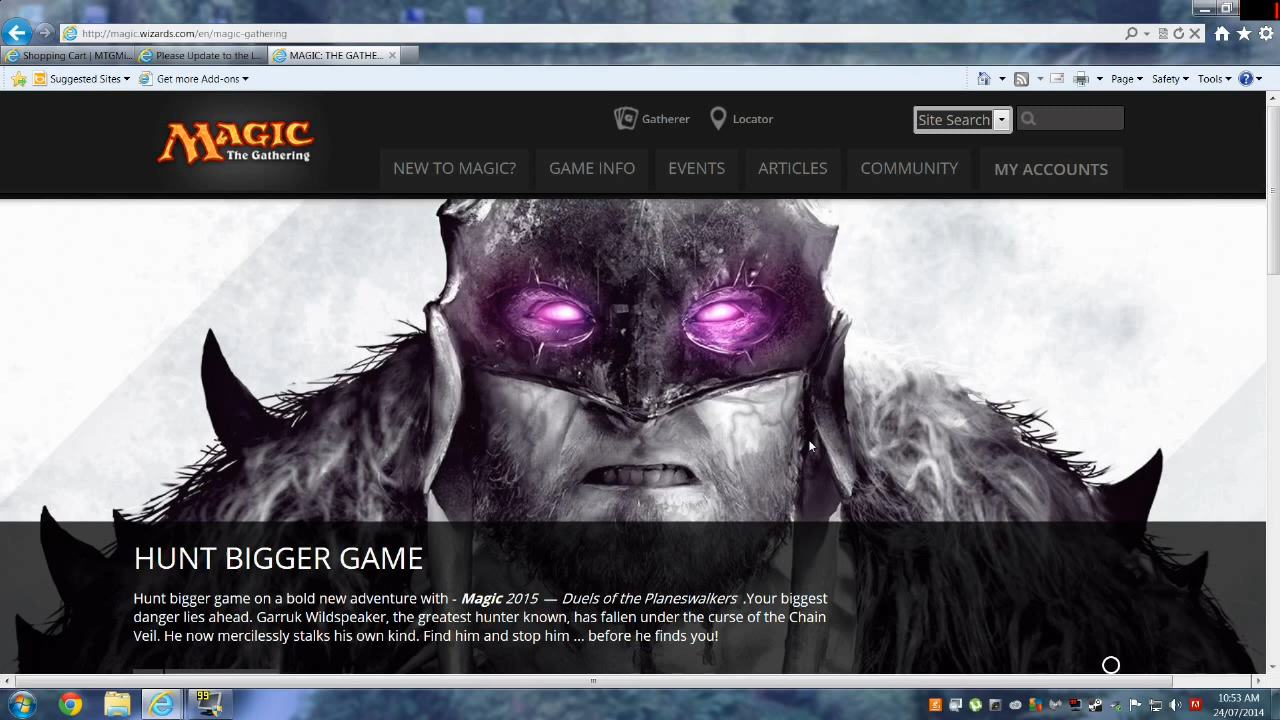 http://magic.wizards.com/en/magic-gathering
Shopping Cart | MTGMi... Please Update to the L... MAGIC: THE GATHE...
Suggested Sites Get more Add-ons Page Safety Tools
Gatherer Locator Site Search
MAGIC
The Gathering
NEW TO MAGIC? GAME INFO EVENTS ARTICLES COMMUNITY MY ACCOUNTS
HUNT BIGGER GAME
Hunt bigger game on a bold new adventure with - Magic 2015 — Duels of the Planeswalkers .Your biggest
danger lies ahead. Garruk Wildspeaker, the greatest hunter known, has fallen under the curse of the Chain
Veil. He now mercilessly stalks his own kind. Find him and stop him ... before he finds you!
99
10:53 AM
24/07/2014